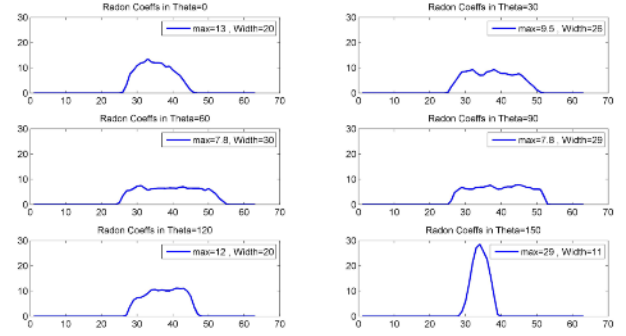 Radon Coeffs in Theta=0
30
20
10
0
0 10 20 30 40 50 60 70
max=13 , Width=20
Radon Coeffs in Theta=30
30
20
10
0
0 10 20 30 40 50 60 70
max=9.5 , Width=26
Radon Coeffs in Theta=60
30
20
10
0
0 10 20 30 40 50 60 70
max=7.8 , Width=30
Radon Coeffs in Theta=90
30
20
10
0
0 10 20 30 40 50 60 70
max=7.8 , Width=29
Radon Coeffs in Theta=120
30
20
10
0
0 10 20 30 40 50 60 70
max=12 , Width=20
Radon Coeffs in Theta=150
30
20
10
0
0 10 20 30 40 50 60 70
max=29 , Width=11